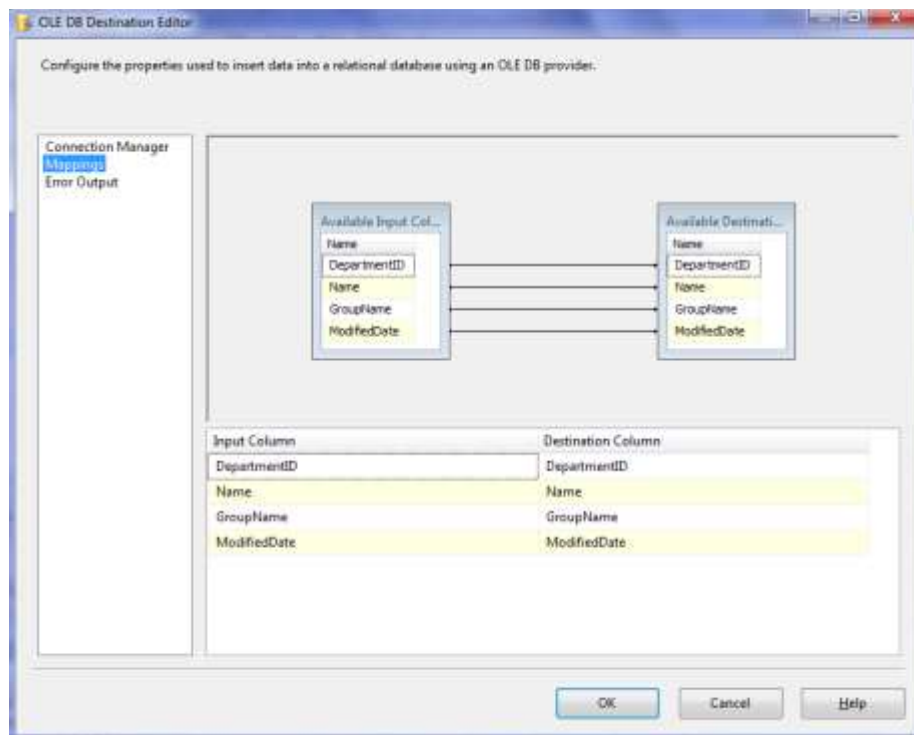 OLE DB Destination Editor
Configure the properties used to insert data into a relational database using an OLE DB provider.
Connection Manager
Mappings
Error Output
Available Input Col...
Name
DepartmentID
Name
GroupName
ModifiedDate
Available Destinati...
Name
DepartmentID
Name
GroupName
ModifiedDate
Input Column Destination Column
DepartmentID DepartmentID
Name Name
GroupName GroupName
ModifiedDate ModifiedDate
OK Cancel Help